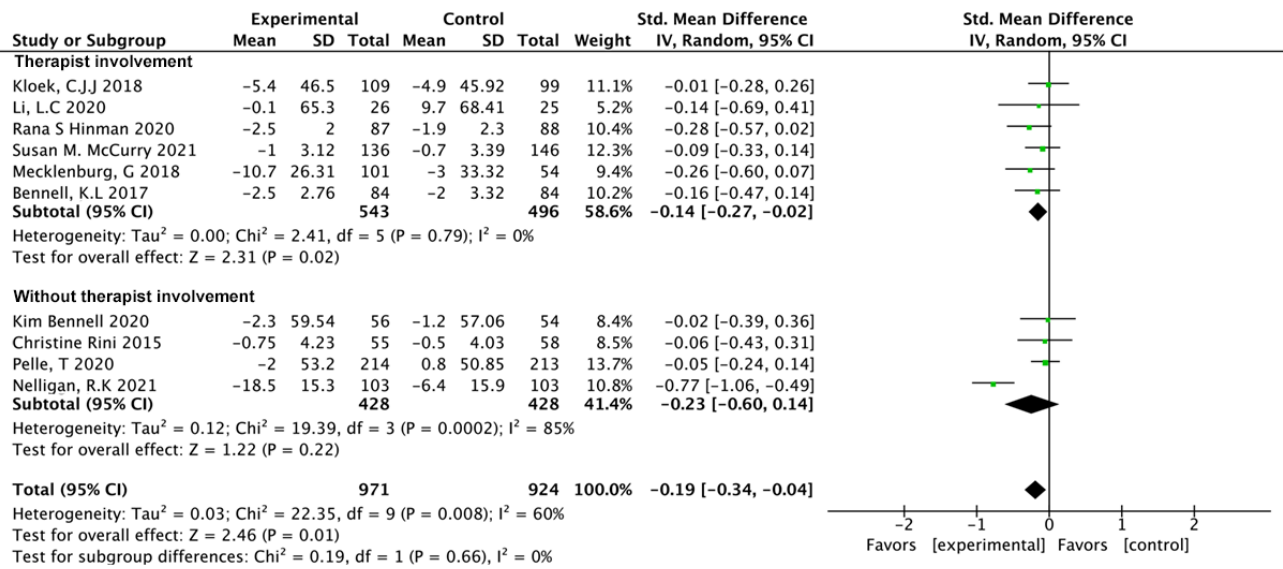 Experimental Control Std. Mean Difference Std. Mean Difference
Study or Subgroup Mean SD Total Mean SD Total Weight IV, Random, 95% CI IV, Random, 95% CI
Therapist involvement
Kloek, C.J.J 2018 −5.4 46.5 109 −4.9 45.92 99 11.1% −0.01 [−0.28, 0.26]
Li, L.C 2020 −0.1 65.3 26 9.7 68.41 25 5.2% −0.14 [−0.69, 0.41]
Rana S Hinman 2020 −2.5 2 87 −1.9 2.3 88 10.4% −0.28 [−0.57, 0.02]
Susan M. McCurry 2021 −1 3.12 136 −0.7 3.39 146 12.3% −0.09 [−0.33, 0.14]
Mecklenburg, G 2018 −10.7 26.31 101 −3 33.32 54 9.4% −0.26 [−0.60, 0.07]
Bennell, K.L 2017 −2.5 2.76 84 −2 3.32 84 10.2% −0.16 [−0.47, 0.14]
Subtotal (95% CI) 543 496 58.6% −0.14 [−0.27, −0.02]
Heterogeneity: Tau² = 0.00; Chi² = 2.41, df = 5 (P = 0.79); I² = 0%
Test for overall effect: Z = 2.31 (P = 0.02)
Without therapist involvement
Kim Bennell 2020 −2.3 59.54 56 −1.2 57.06 54 8.4% −0.02 [−0.39, 0.36]
Christine Rini 2015 −0.75 4.23 55 −0.5 4.03 58 8.5% −0.06 [−0.43, 0.31]
Pelle, T 2020 −2 53.2 214 0.8 50.85 213 13.7% −0.05 [−0.24, 0.14]
Nelligan, R.K 2021 −18.5 15.3 103 −6.4 15.9 103 10.8% −0.77 [−1.06, −0.49]
Subtotal (95% CI) 428 428 41.4% −0.23 [−0.60, 0.14]
Heterogeneity: Tau² = 0.12; Chi² = 19.39, df = 3 (P = 0.0002); I² = 85%
Test for overall effect: Z = 1.22 (P = 0.22)
Total (95% CI) 971 924 100.0% −0.19 [−0.34, −0.04]
Heterogeneity: Tau² = 0.03; Chi² = 22.35, df = 9 (P = 0.008); I² = 60%
Test for overall effect: Z = 2.46 (P = 0.01)
Test for subgroup differences: Chi² = 0.19, df = 1 (P = 0.66), I² = 0%
−2 −1 0 1 2
Favors [experimental] Favors [control]